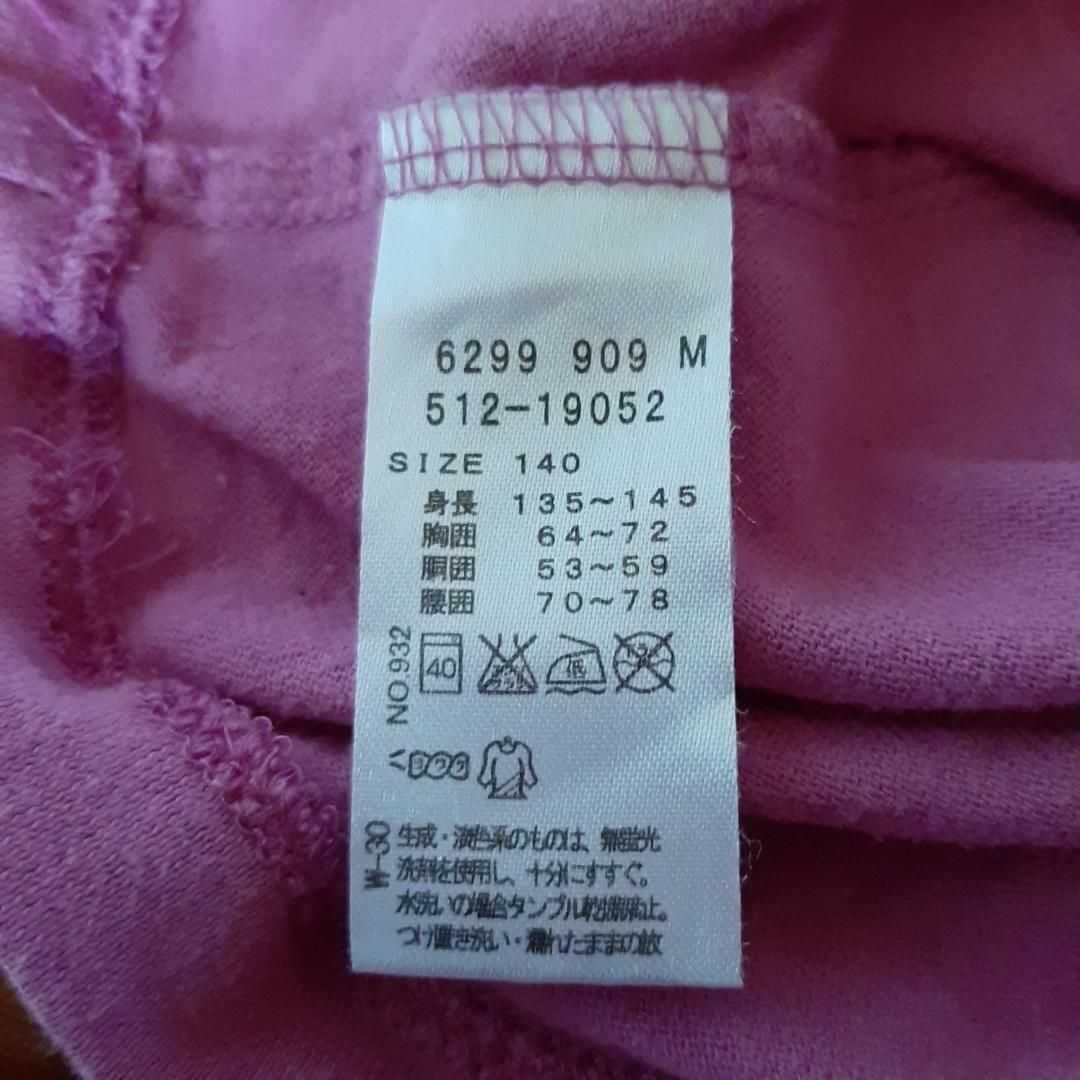 6299 909 M
512-19052
SIZE 140
身長 135~145
胸囲 64~72
胴囲 53~59
腰囲 70~78
NO.932
40
低
ヨワク
W-30
生成・淡色系のものは、無蛍光
洗剤を使用し、十分にすすぐ。
水洗いの場合タンブル乾燥禁止。
つけ置き洗い・濡れたままの放